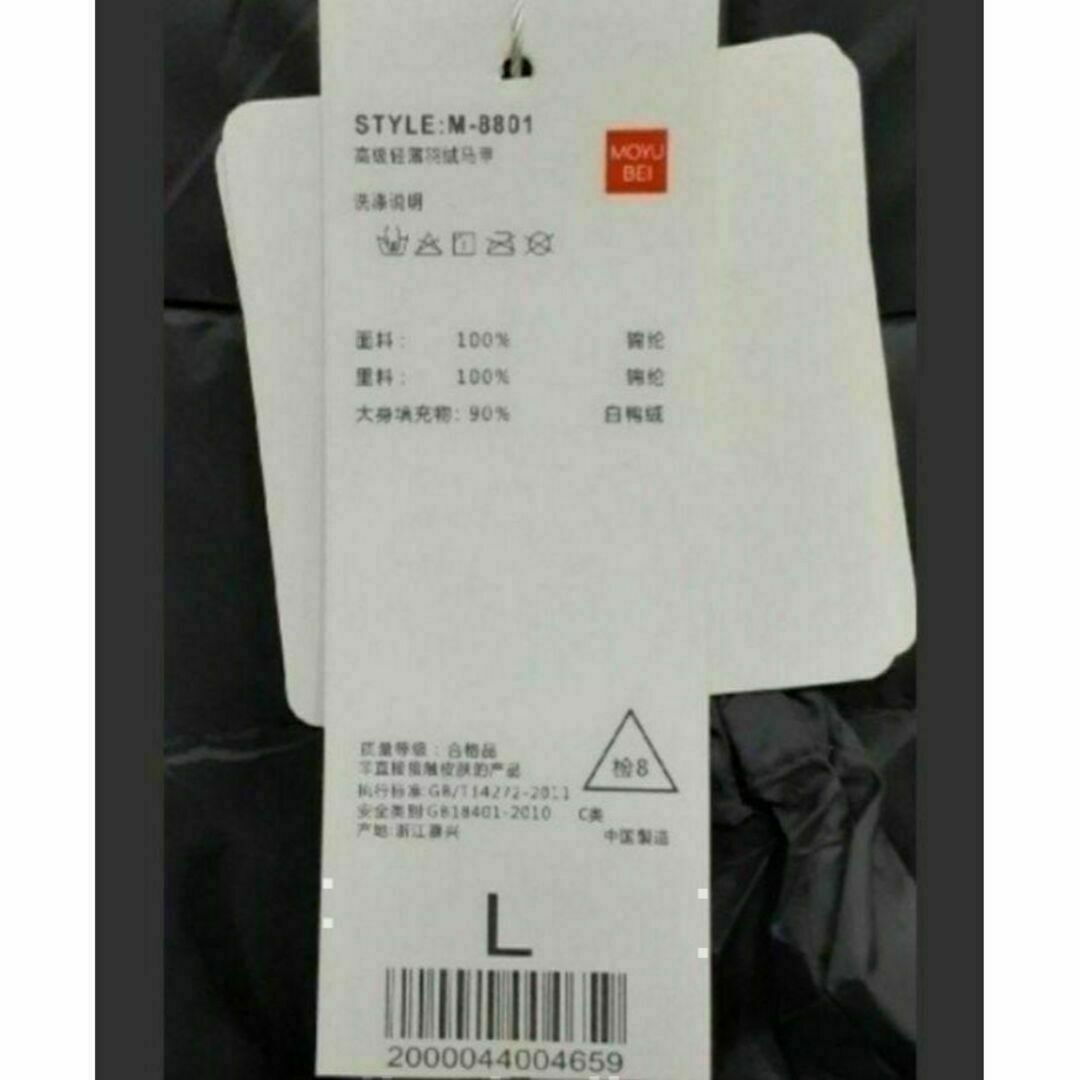 STYLE:M-8801
高级轻薄羽绒马甲
MOYU
BEI
洗涤说明
面料: 100% 锦纶
里料: 100% 锦纶
大身填充物: 90% 白鸭绒
质量等级:合格品
非直接接触皮肤的产品
检8
执行标准:GB/T14272-2011
安全类别GB18401-2010 C类
产地:浙江嘉兴
中国製造
L
2000044004659